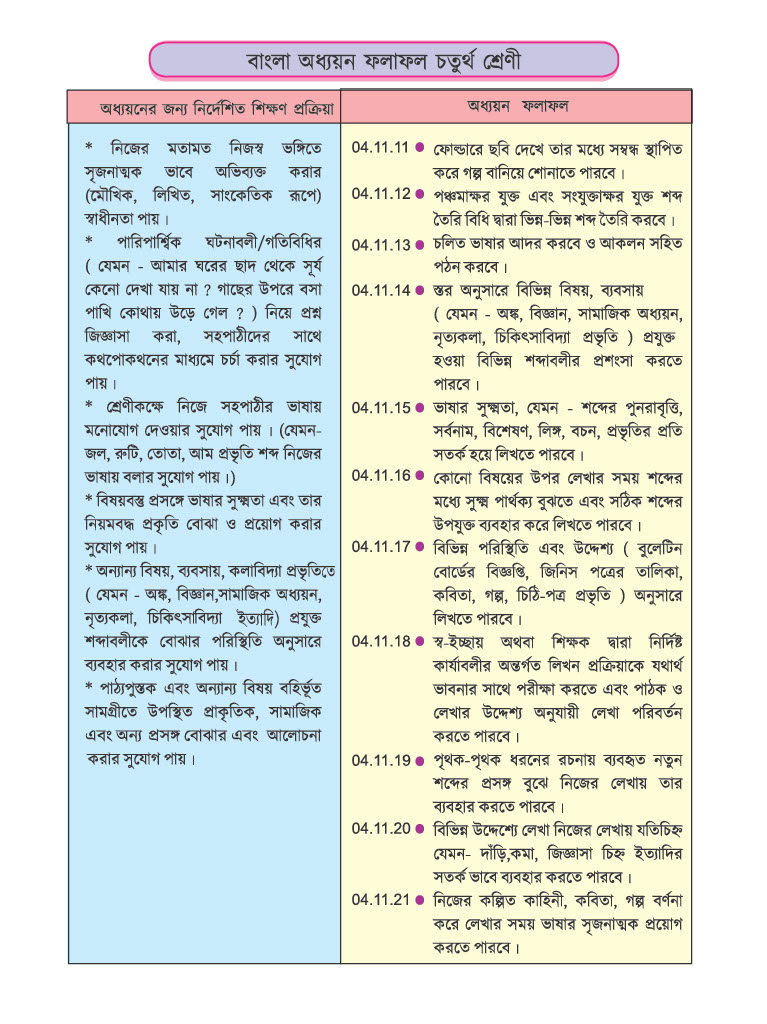 বাংলা অধ্যয়ন ফলাফল চতুর্থ শ্রেণী
অধ্যয়নের জন্য নির্দেশিত শিক্ষণ প্রক্রিয়া
* নিজের মতামত নিজস্ব ভঙ্গিতে
সৃজনাত্মক ভাবে অভিব্যক্ত করার
(মৌখিক, লিখিত, সাংকেতিক রূপে)
স্বাধীনতা পায়।
* পারিপার্শ্বিক ঘটনাবলী/গতিবিধির
( যেমন - আমার ঘরের ছাদ থেকে সূর্য
কেনো দেখা যায় না ? গাছের উপরে বসা
পাখি কোথায় উড়ে গেল ? ) নিয়ে প্রশ্ন
জিজ্ঞাসা করা, সহপাঠীদের সাথে
কথপোকথনের মাধ্যমে চর্চা করার সুযোগ
পায়।
* শ্রেণীকক্ষে নিজে সহপাঠীর ভাষায়
মনোযোগ দেওয়ার সুযোগ পায় । (যেমন-
জল, রুটি, তোতা, আম প্রভৃতি শব্দ নিজের
ভাষায় বলার সুযোগ পায়।)
* বিষয়বস্তু প্রসঙ্গে ভাষার সুক্ষ্মতা এবং তার
নিয়মবদ্ধ প্রকৃতি বোঝা ও প্রয়োগ করার
সুযোগ পায়।
* অন্যান্য বিষয়, ব্যবসায়, কলাবিদ্যা প্রভৃতিতে
( যেমন - অঙ্ক, বিজ্ঞান,সামাজিক অধ্যয়ন,
নৃত্যকলা, চিকিৎসাবিদ্যা ইত্যাদি) প্রযুক্ত
শব্দাবলীকে বোঝার পরিস্থিতি অনুসারে
ব্যবহার করার সুযোগ পায়।
* পাঠ্যপুস্তক এবং অন্যান্য বিষয় বহির্ভূত
সামগ্রীতে উপস্থিত প্রাকৃতিক, সামাজিক
এবং অন্য প্রসঙ্গ বোঝার এবং আলোচনা
করার সুযোগ পায়।
অধ্যয়ন ফলাফল
04.11.11 ● ফোল্ডারে ছবি দেখে তার মধ্যে সম্বন্ধ স্থাপিত
করে গল্প বানিয়ে শোনাতে পারবে।
04.11.12 ● পঞ্চমাক্ষর যুক্ত এবং সংযুক্তাক্ষর যুক্ত শব্দ
তৈরি বিধি দ্বারা ভিন্ন-ভিন্ন শব্দ তৈরি করবে।
04.11.13 ● চলিত ভাষার আদর করবে ও আকলন সহিত
পঠন করবে।
04.11.14 ● স্তর অনুসারে বিভিন্ন বিষয়, ব্যবসায়
( যেমন - অঙ্ক, বিজ্ঞান, সামাজিক অধ্যয়ন,
নৃত্যকলা, চিকিৎসাবিদ্যা প্রভৃতি ) প্রযুক্ত
হওয়া বিভিন্ন শব্দাবলীর প্রশংসা করতে
পারবে।
04.11.15 ● ভাষার সুক্ষ্মতা, যেমন - শব্দের পুনরাবৃত্তি,
সর্বনাম, বিশেষণ, লিঙ্গ, বচন, প্রভৃতির প্রতি
সতর্ক হয়ে লিখতে পারবে।
04.11.16 ● কোনো বিষয়ের উপর লেখার সময় শব্দের
মধ্যে সুক্ষ্ম পার্থক্য বুঝতে এবং সঠিক শব্দের
উপযুক্ত ব্যবহার করে লিখতে পারবে।
04.11.17 ● বিভিন্ন পরিস্থিতি এবং উদ্দেশ্য ( বুলেটিন
বোর্ডের বিজ্ঞপ্তি, জিনিস পত্রের তালিকা,
কবিতা, গল্প, চিঠি-পত্র প্রভৃতি ) অনুসারে
লিখতে পারবে।
04.11.18 ● স্ব-ইচ্ছায় অথবা শিক্ষক দ্বারা নির্দিষ্ট
কার্যাবলীর অন্তর্গত লিখন প্রক্রিয়াকে যথার্থ
ভাবনার সাথে পরীক্ষা করতে এবং পাঠক ও
লেখার উদ্দেশ্য অনুযায়ী লেখা পরিবর্তন
করতে পারবে।
04.11.19 ● পৃথক-পৃথক ধরনের রচনায় ব্যবহৃত নতুন
শব্দের প্রসঙ্গ বুঝে নিজের লেখায় তার
ব্যবহার করতে পারবে।
04.11.20 ● বিভিন্ন উদ্দেশ্যে লেখা নিজের লেখায় যতিচিহ্ন
যেমন- দাঁড়ি,কমা, জিজ্ঞাসা চিহ্ন ইত্যাদির
সতর্ক ভাবে ব্যবহার করতে পারবে।
04.11.21 ● নিজের কল্পিত কাহিনী, কবিতা, গল্প বর্ণনা
করে লেখার সময় ভাষার সৃজনাত্মক প্রয়োগ
করতে পারবে।